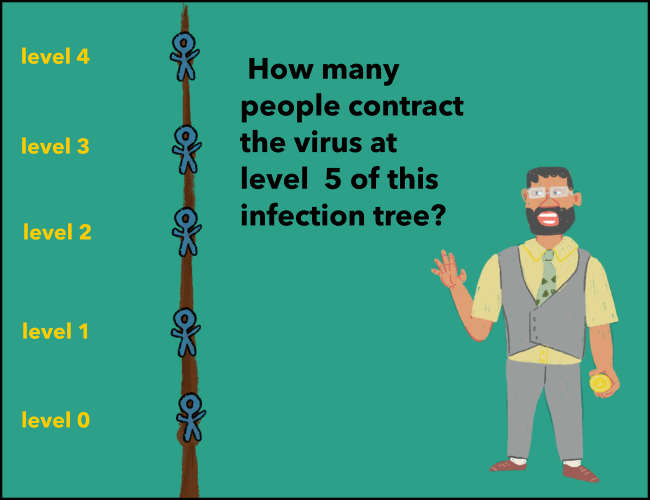 level 4
How many
people contract
level 3
the virus at
level 5 of this
infection tree?
level 2
level 1
level 0